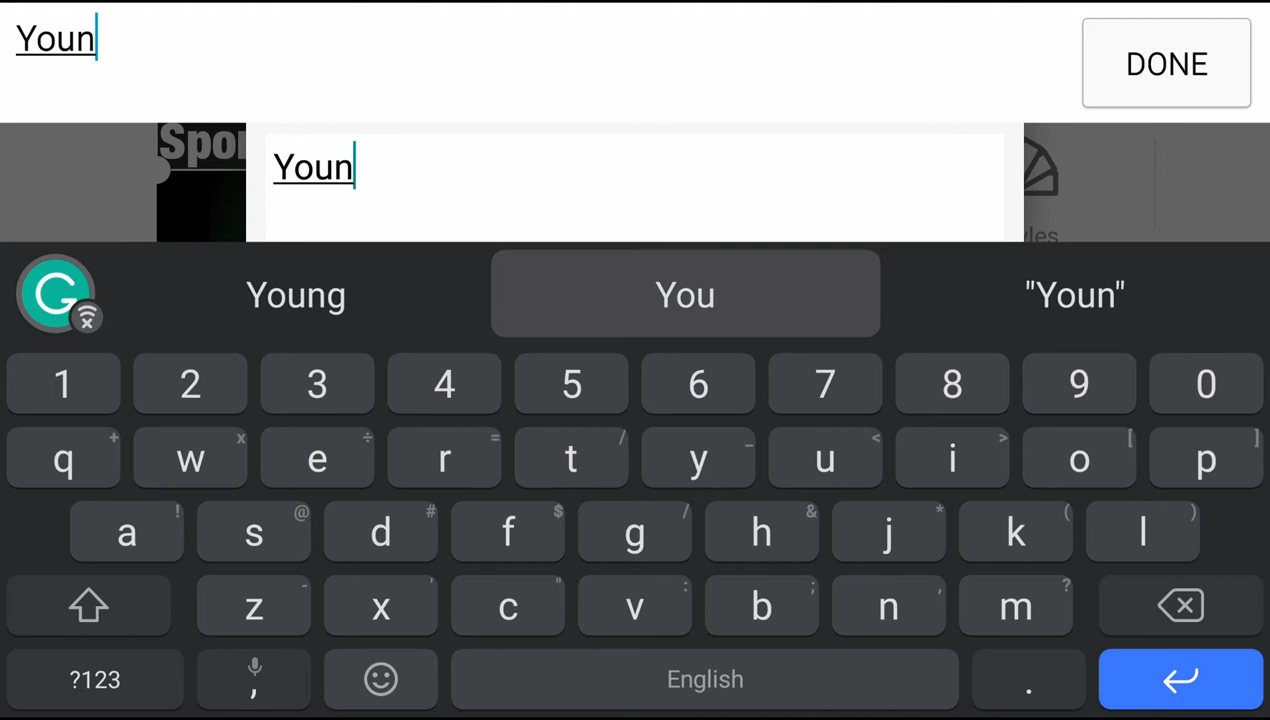 Youn
DONE
Spor
Youn
yles
Young You "Youn"
1 2 3 4 5 6 7 8 9 0
+ x ÷ = / _ < > [ ]
q w e r t y u i o p
! @ # $ / & * ( )
a s d f g h j k l
- ' " : ; , ?
z x c v b n m
?123 , English .